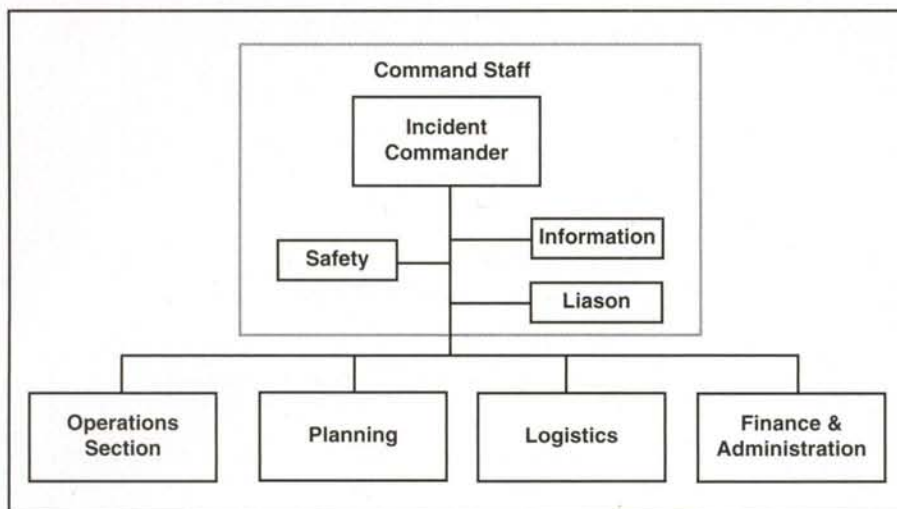 Command Staff
Incident
Commander
Information
Safety
Liason
Operations
Section
Planning
Logistics
Finance &
Administration